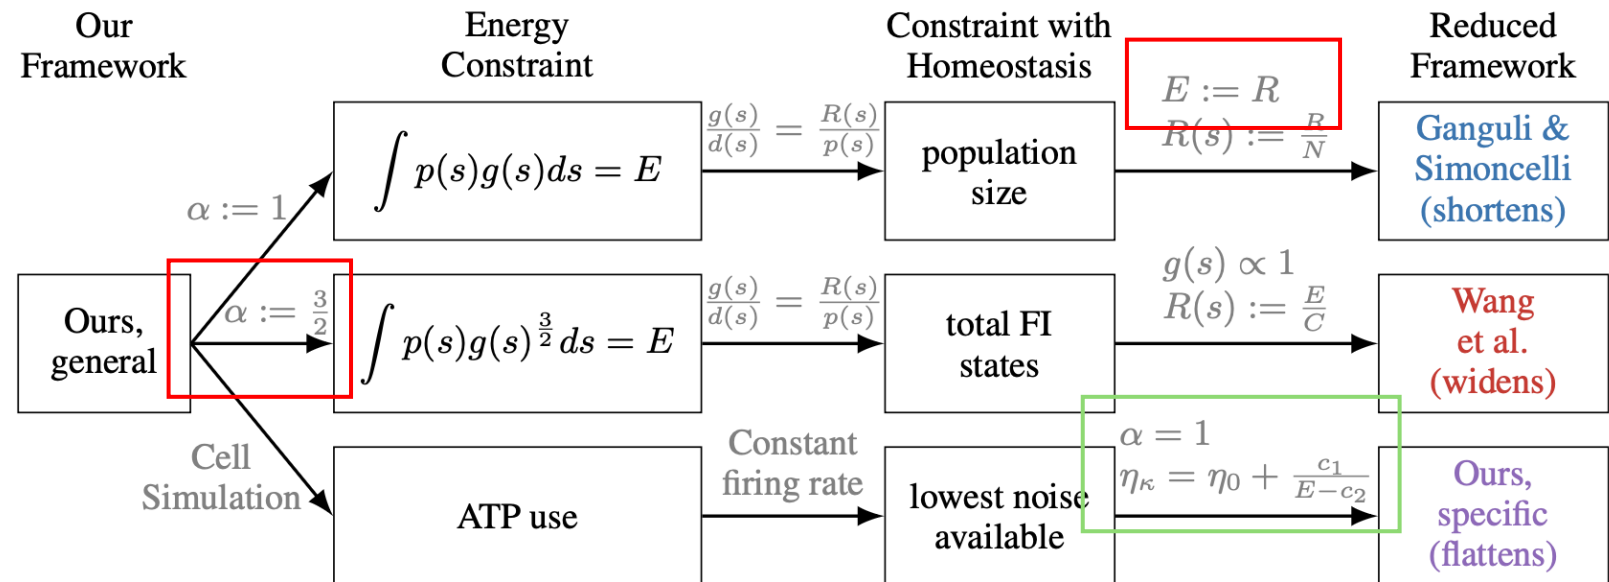 Our
Framework
Energy
Constraint
Constraint with
Homeostasis
Reduced
Framework
α := 1
∫ p(s)g(s)ds = E
g(s)/d(s) = R(s)/p(s)
population
size
E := R
R(s) := R/N
Ganguli &
Simoncelli
(shortens)
Ours,
general
α := 3/2
∫ p(s)g(s)^{3/2} ds = E
g(s)/d(s) = R(s)/p(s)
total FI
states
g(s) ∝ 1
R(s) := E/C
Wang
et al.
(widens)
Cell
Simulation
ATP use
Constant
firing rate
lowest noise
available
α = 1
η_κ = η_0 + c_1/(E−c_2)
Ours,
specific
(flattens)